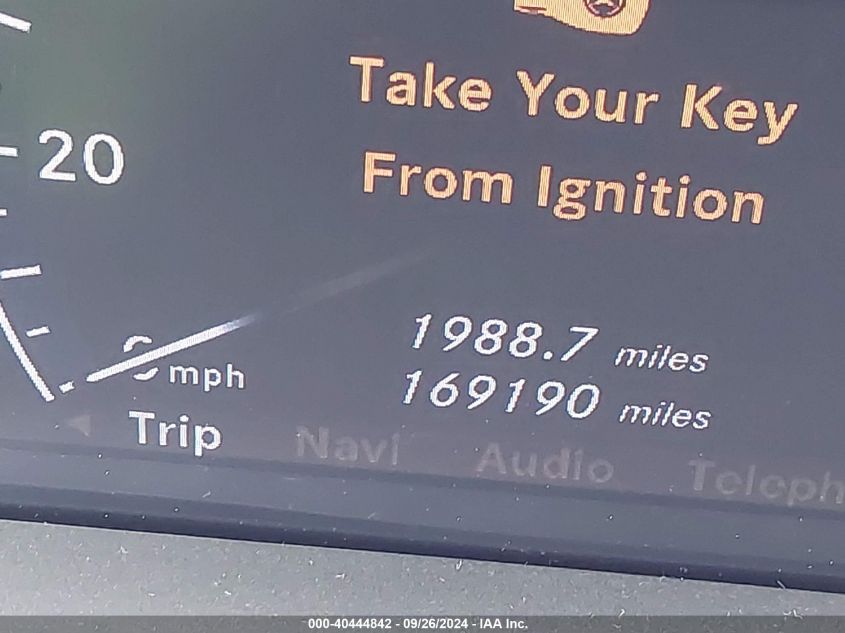 Take Your Key
From Ignition
20
1988.7 miles
0 mph
169190 miles
Trip Navi Audio Teleph
000-40444842 - 09/26/2024 - IAA Inc.